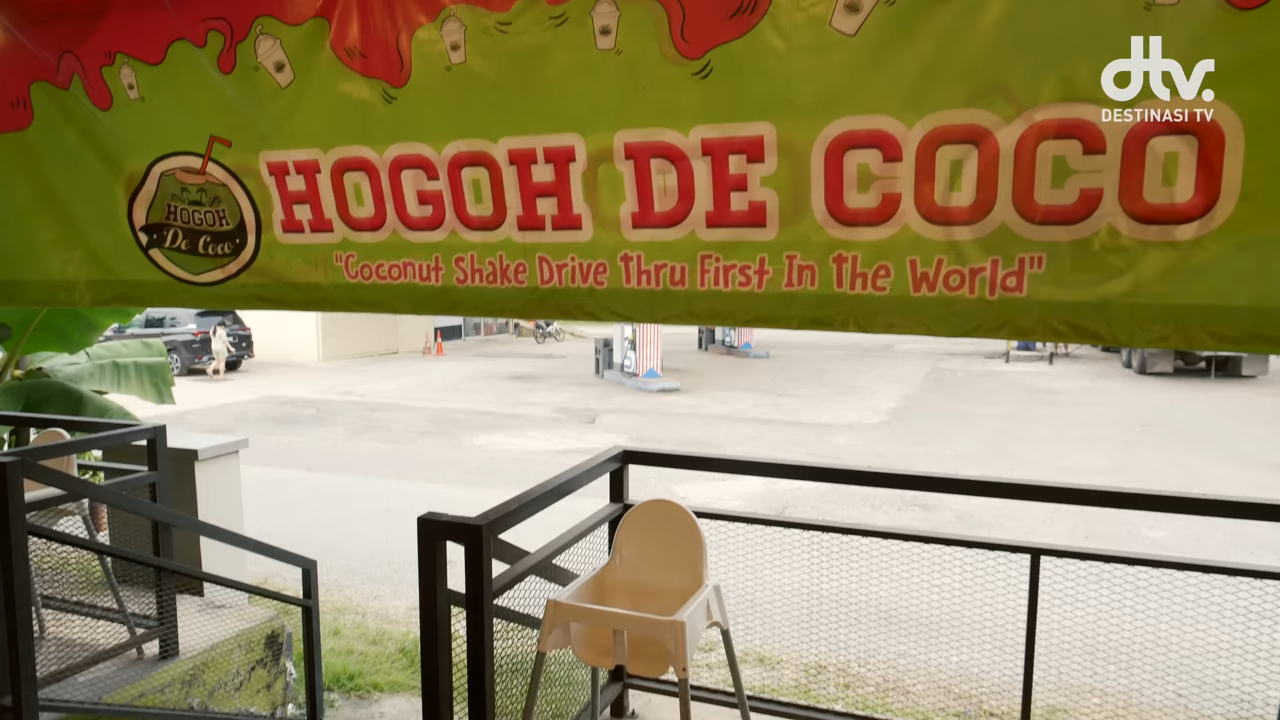 dtv.
DESTINASI TV
HOGOH DE COCO
HOGOH
De Coco
"Coconut Shake Drive Thru First In The World"